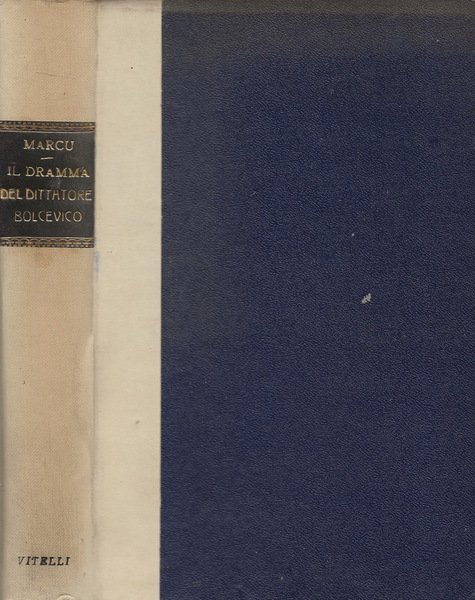 MARCU
IL DRAMMA
DEL DITTATORE
BOLCEVICO
VITELLI